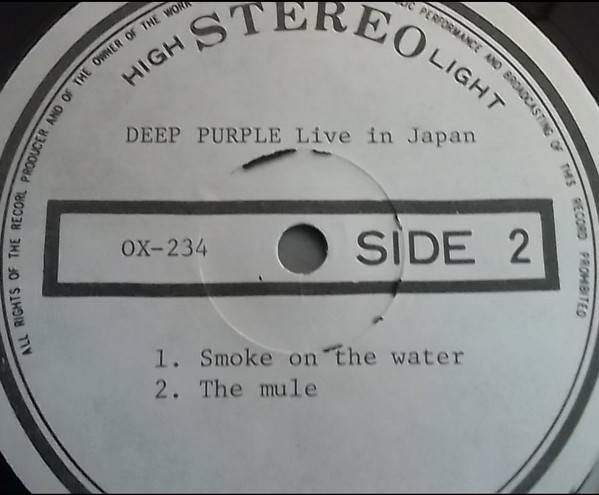 ALL RIGHTS OF THE RECORL PRODUCER AND OF THE OWNER OF THE WORK
PERFORMANCE AND BROADCASTING OF THIS RECORD PROHIBITED
HIGH STEREO LIGHT
DEEP PURPLE Live in Japan
OX-234 SIDE 2
1. Smoke on the water
2. The mule